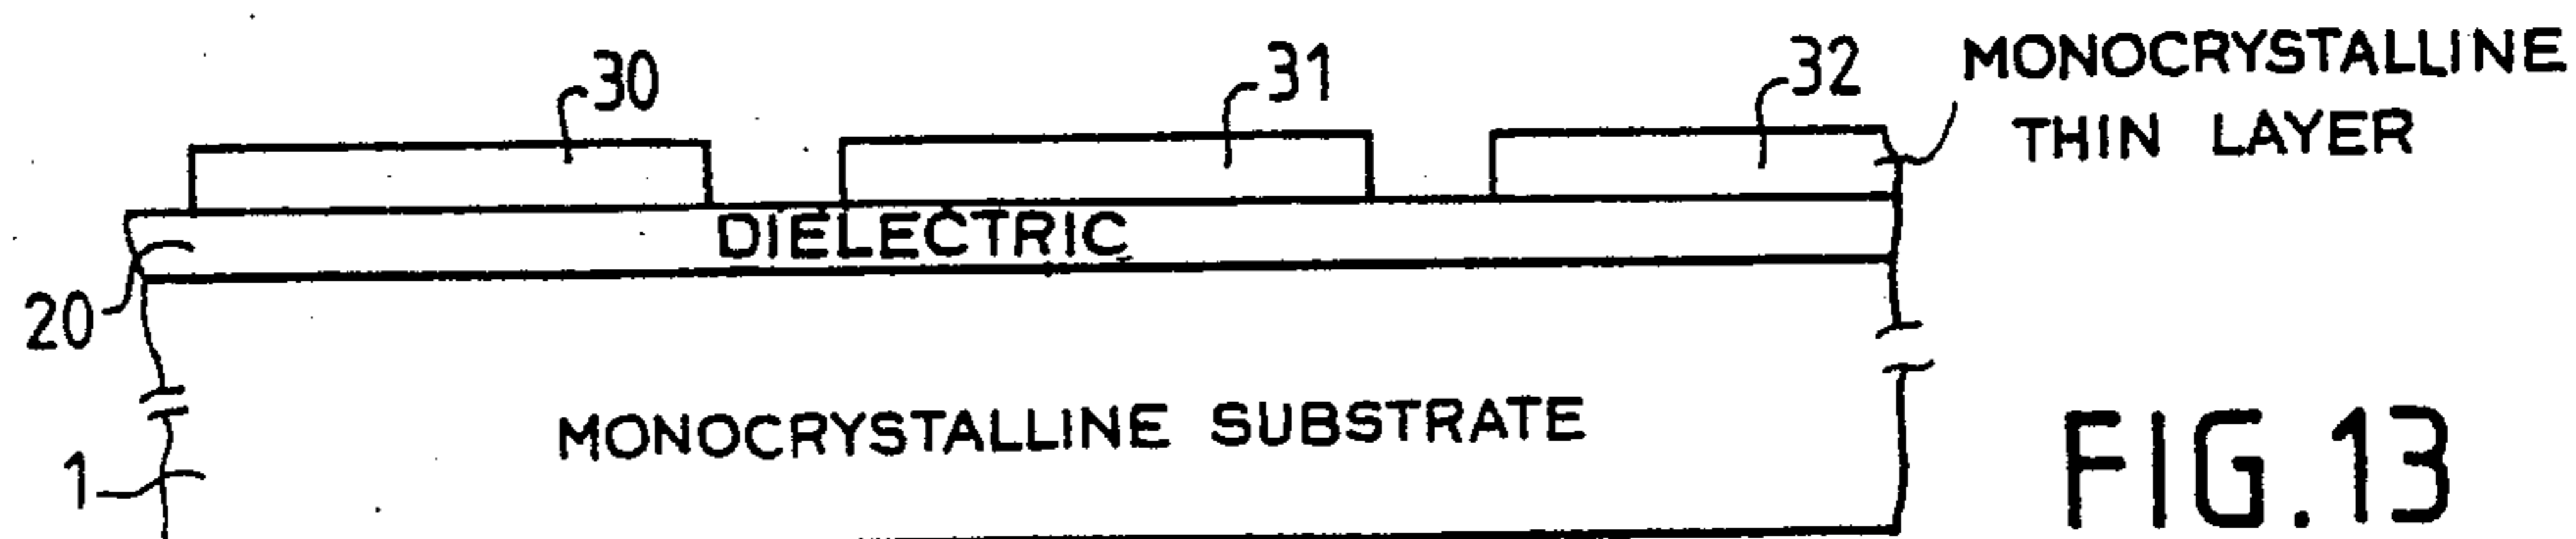 30
31
32
MONOCRYSTALLINE
THIN LAYER
DIELECTRIC
20
MONOCRYSTALLINE SUBSTRATE
1
FIG.13